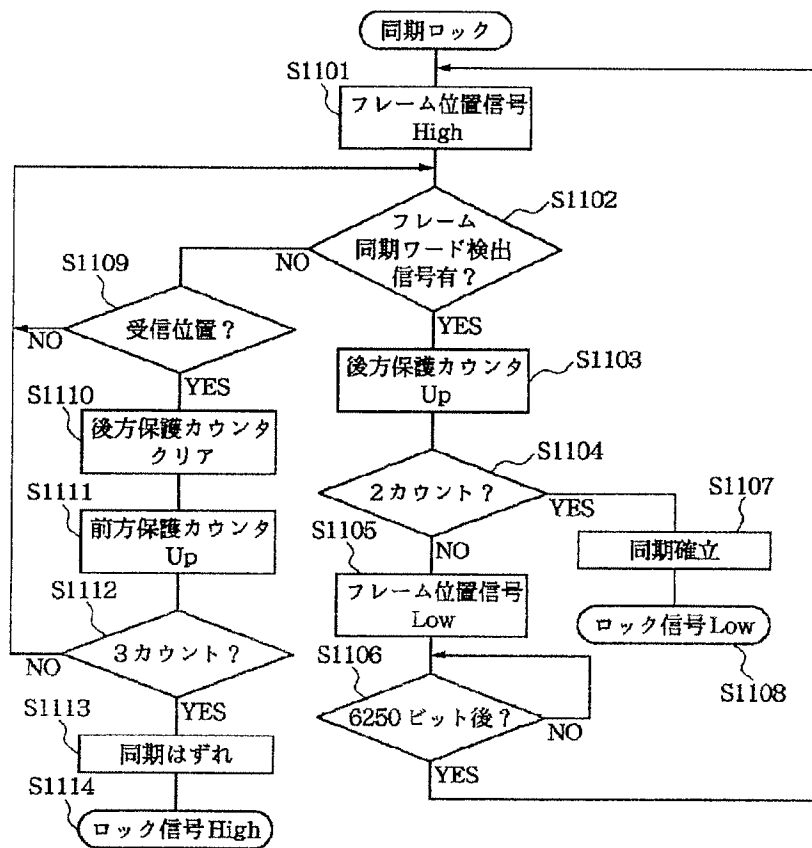 同期ロック
S1101
フレーム位置信号
High
S1102
フレーム
同期ワード検出
信号有？
NO
YES
S1109
受信位置？
NO
YES
S1103
後方保護カウンタ
Up
S1110
後方保護カウンタ
クリア
S1104
2カウント？
YES
NO
S1111
前方保護カウンタ
Up
S1107
同期確立
S1105
フレーム位置信号
Low
S1112
3カウント？
NO
YES
ロック信号Low
S1108
S1106
6250ビット後？
NO
YES
S1113
同期はずれ
S1114
ロック信号High